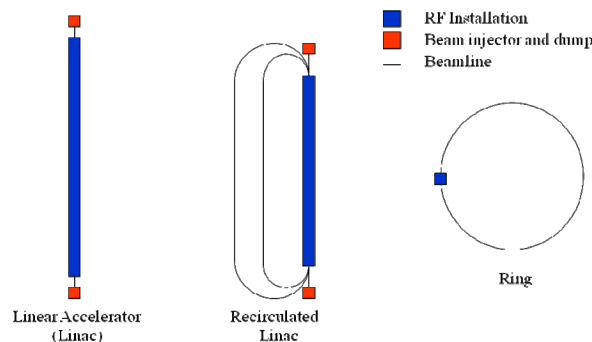 RF Installation
Beam injector and dump
Beamline
Ring
Linear Accelerator
(Linac)
Recirculated
Linac